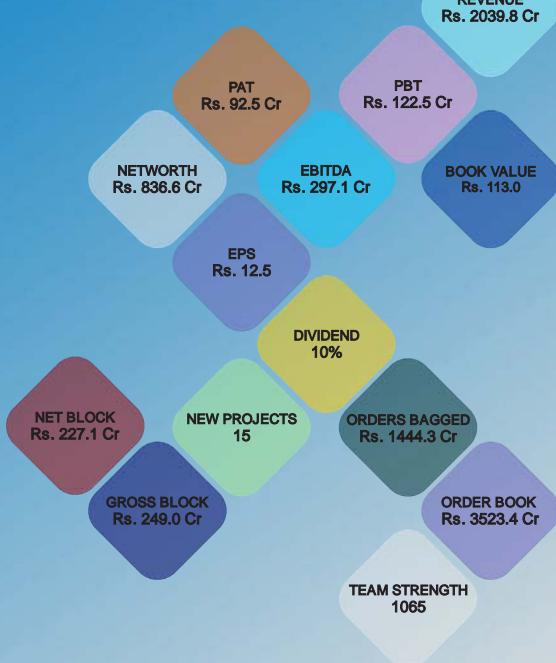 REVENUE
Rs. 2039.8 Cr
PAT
Rs. 92.5 Cr
PBT
Rs. 122.5 Cr
NETWORTH
Rs. 836.6 Cr
EBITDA
Rs. 297.1 Cr
BOOK VALUE
Rs. 113.0
EPS
Rs. 12.5
DIVIDEND
10%
NET BLOCK
Rs. 227.1 Cr
NEW PROJECTS
15
ORDERS BAGGED
Rs. 1444.3 Cr
GROSS BLOCK
Rs. 249.0 Cr
ORDER BOOK
Rs. 3523.4 Cr
TEAM STRENGTH
1065